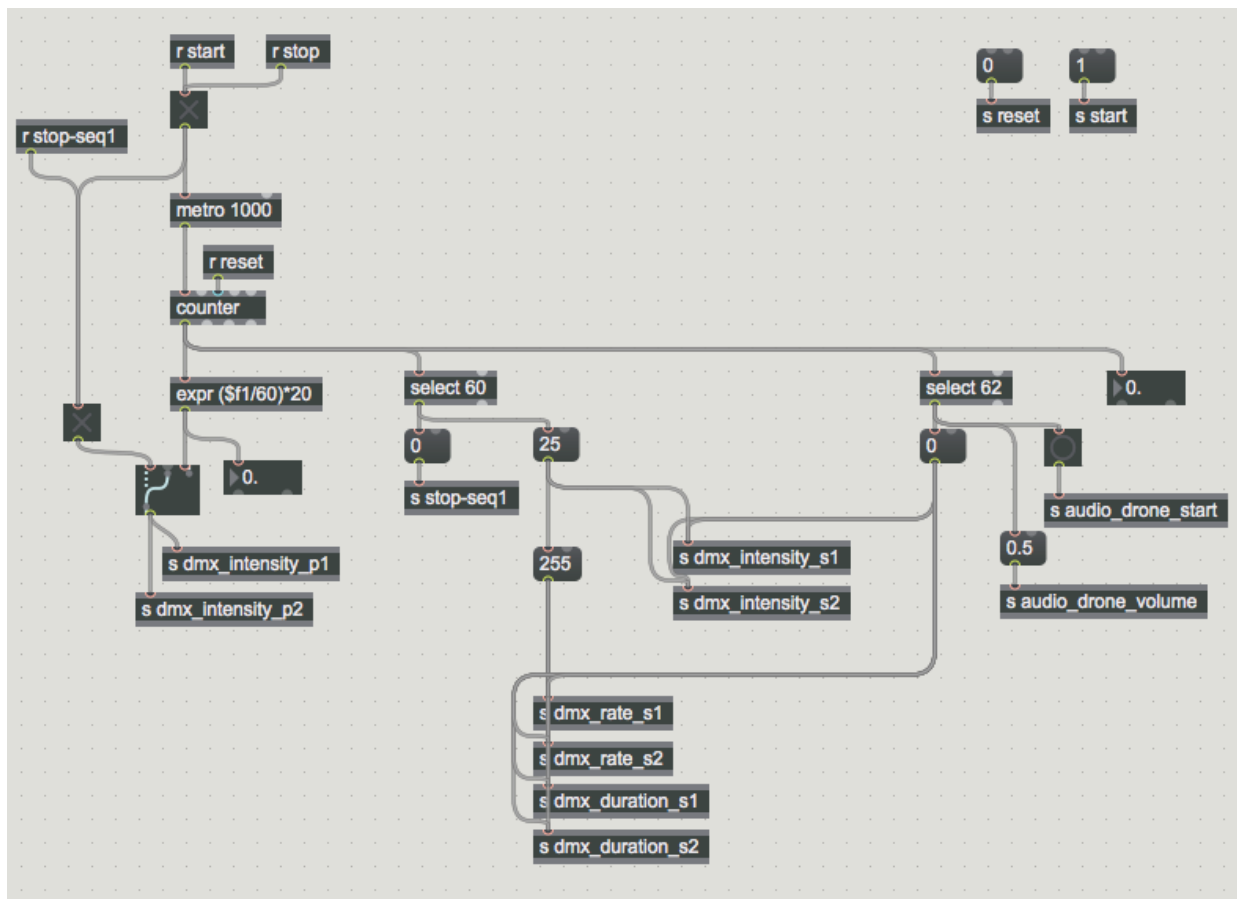 r start
r stop
0
1
s reset
s start
r stop-seq1
metro 1000
r reset
counter
expr ($f1/60)*20
select 60
select 62
0.
0
25
0
0.
s stop-seq1
s audio_drone_start
255
s dmx_intensity_s1
0.5
s dmx_intensity_p1
s dmx_intensity_p2
s dmx_intensity_s2
s audio_drone_volume
s dmx_rate_s1
s dmx_rate_s2
s dmx_duration_s1
s dmx_duration_s2